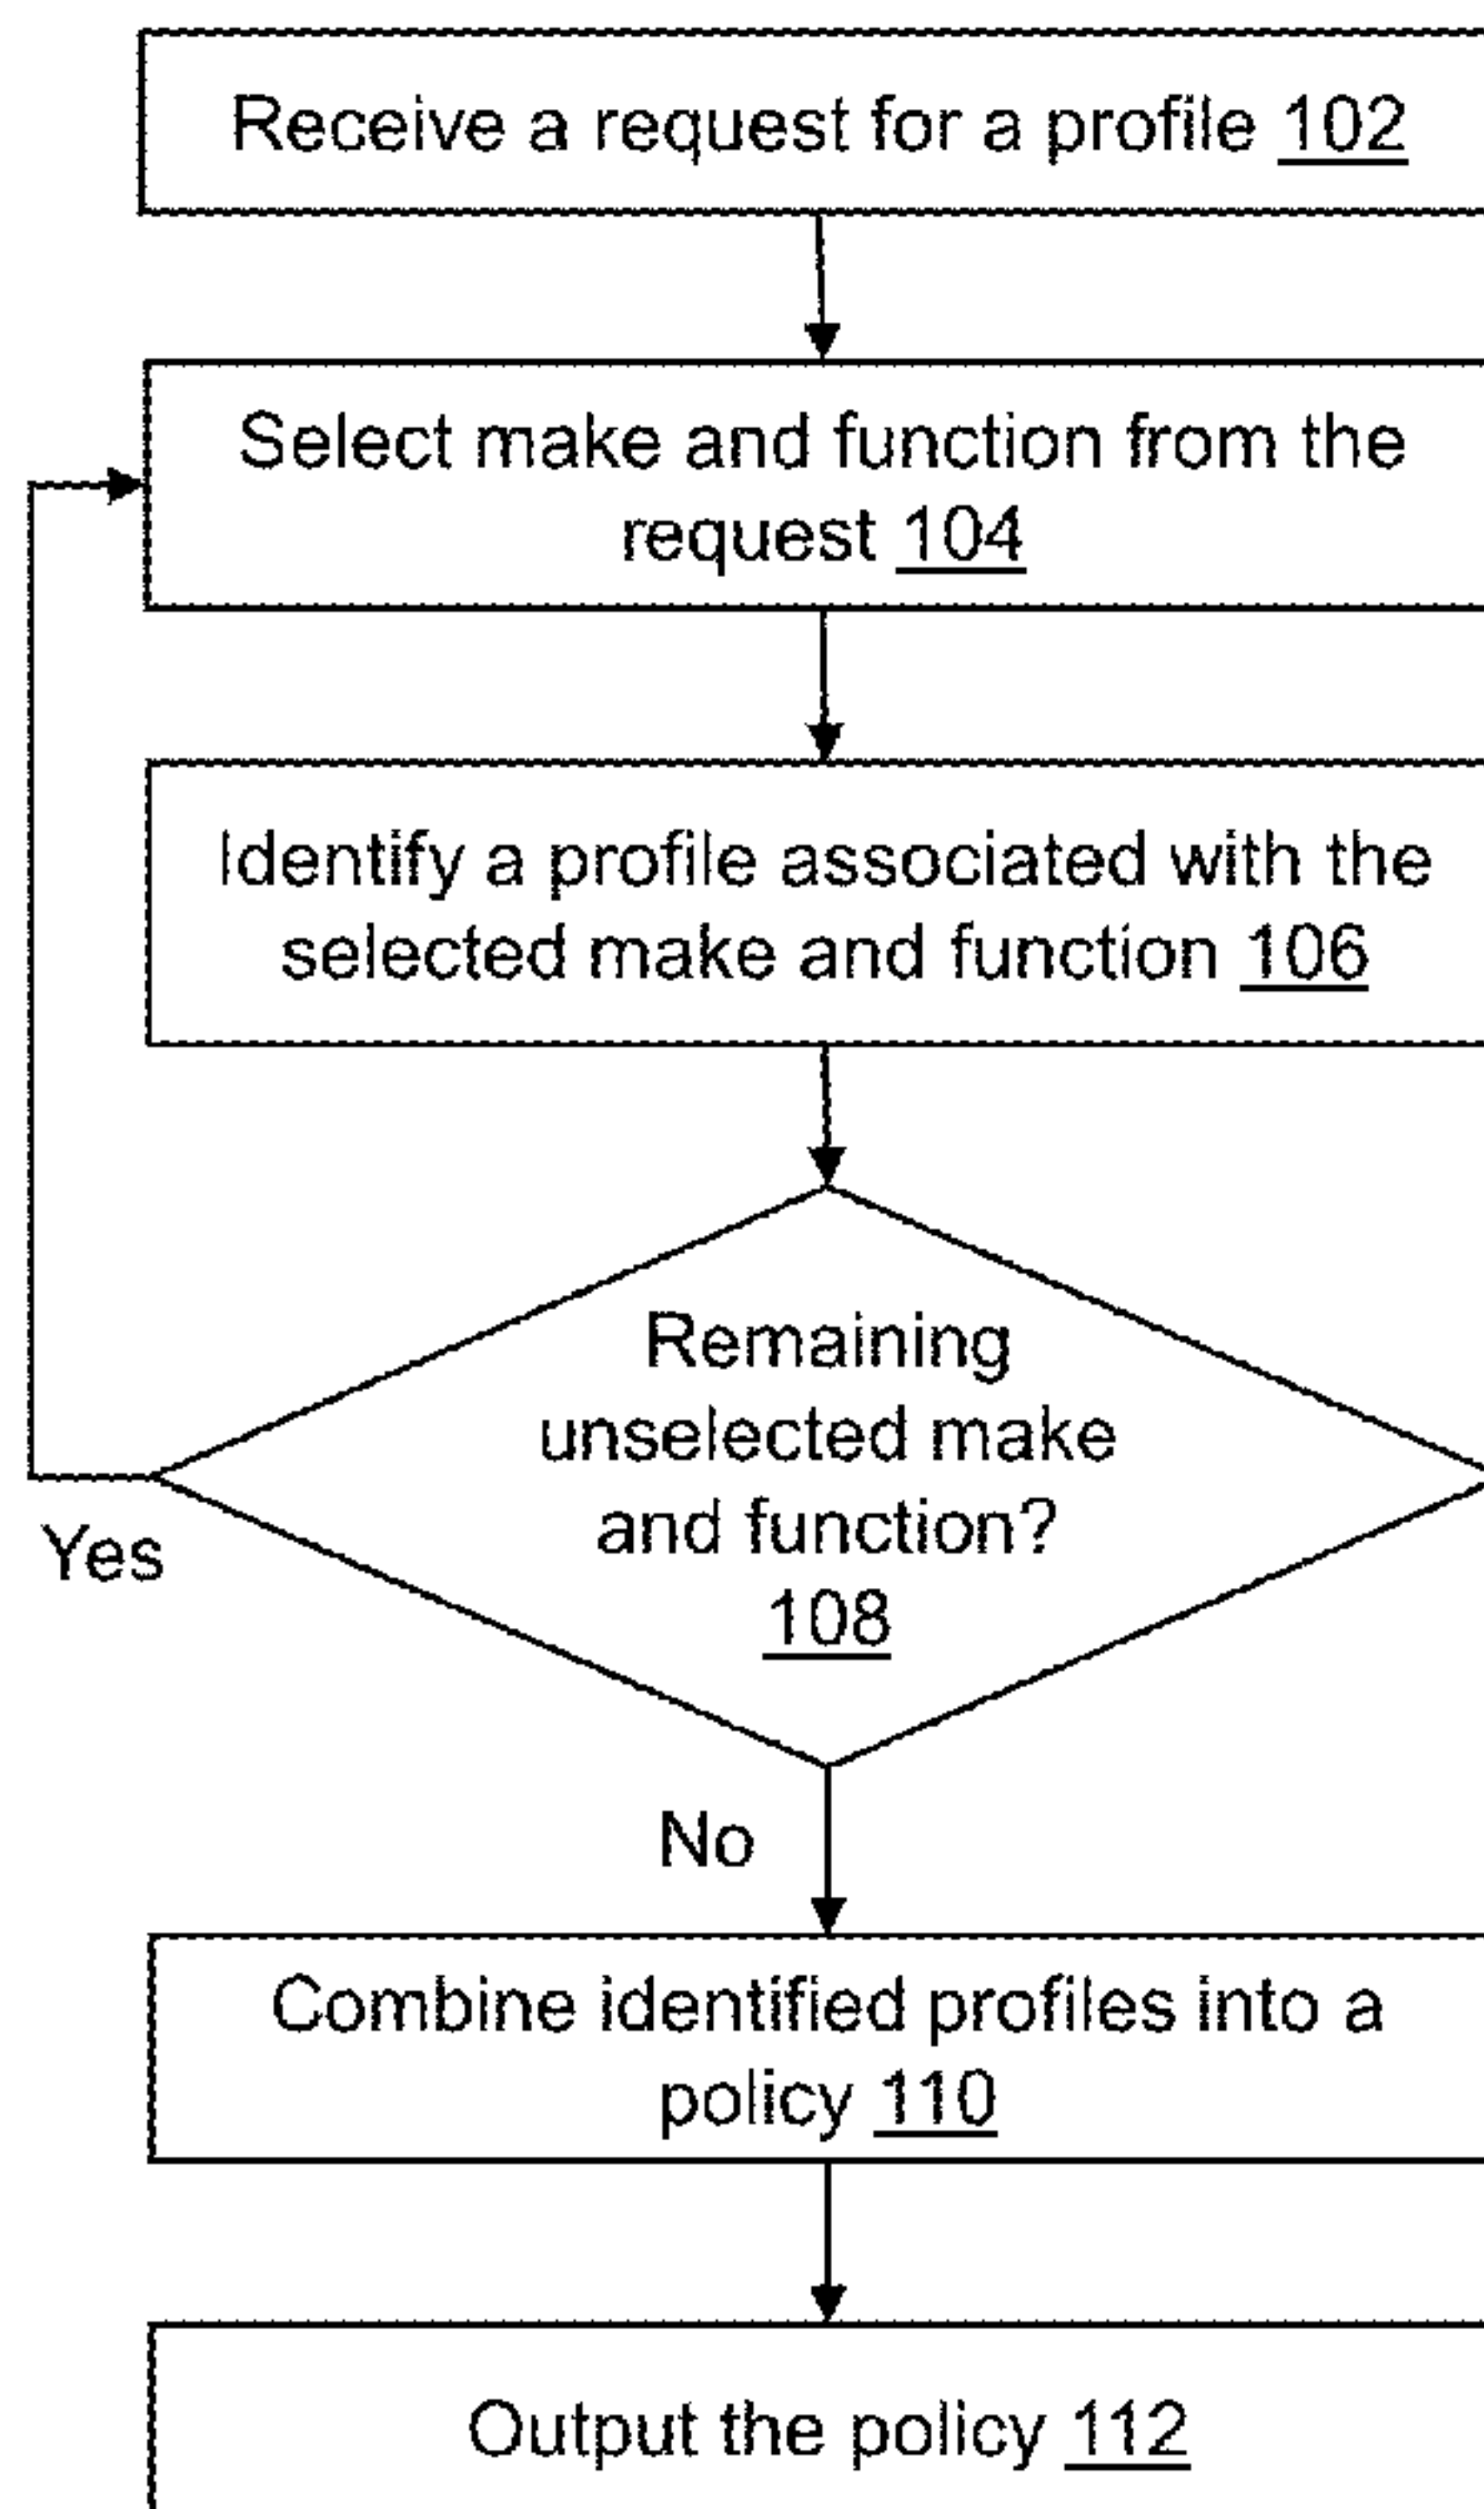 Receive a request for a profile 102
Select make and function from the
request 104
Identify a profile associated with the
selected make and function 106
Remaining
unselected make
and function?
108
Yes
No
Combine identified profiles into a
policy 110
Output the policy 112